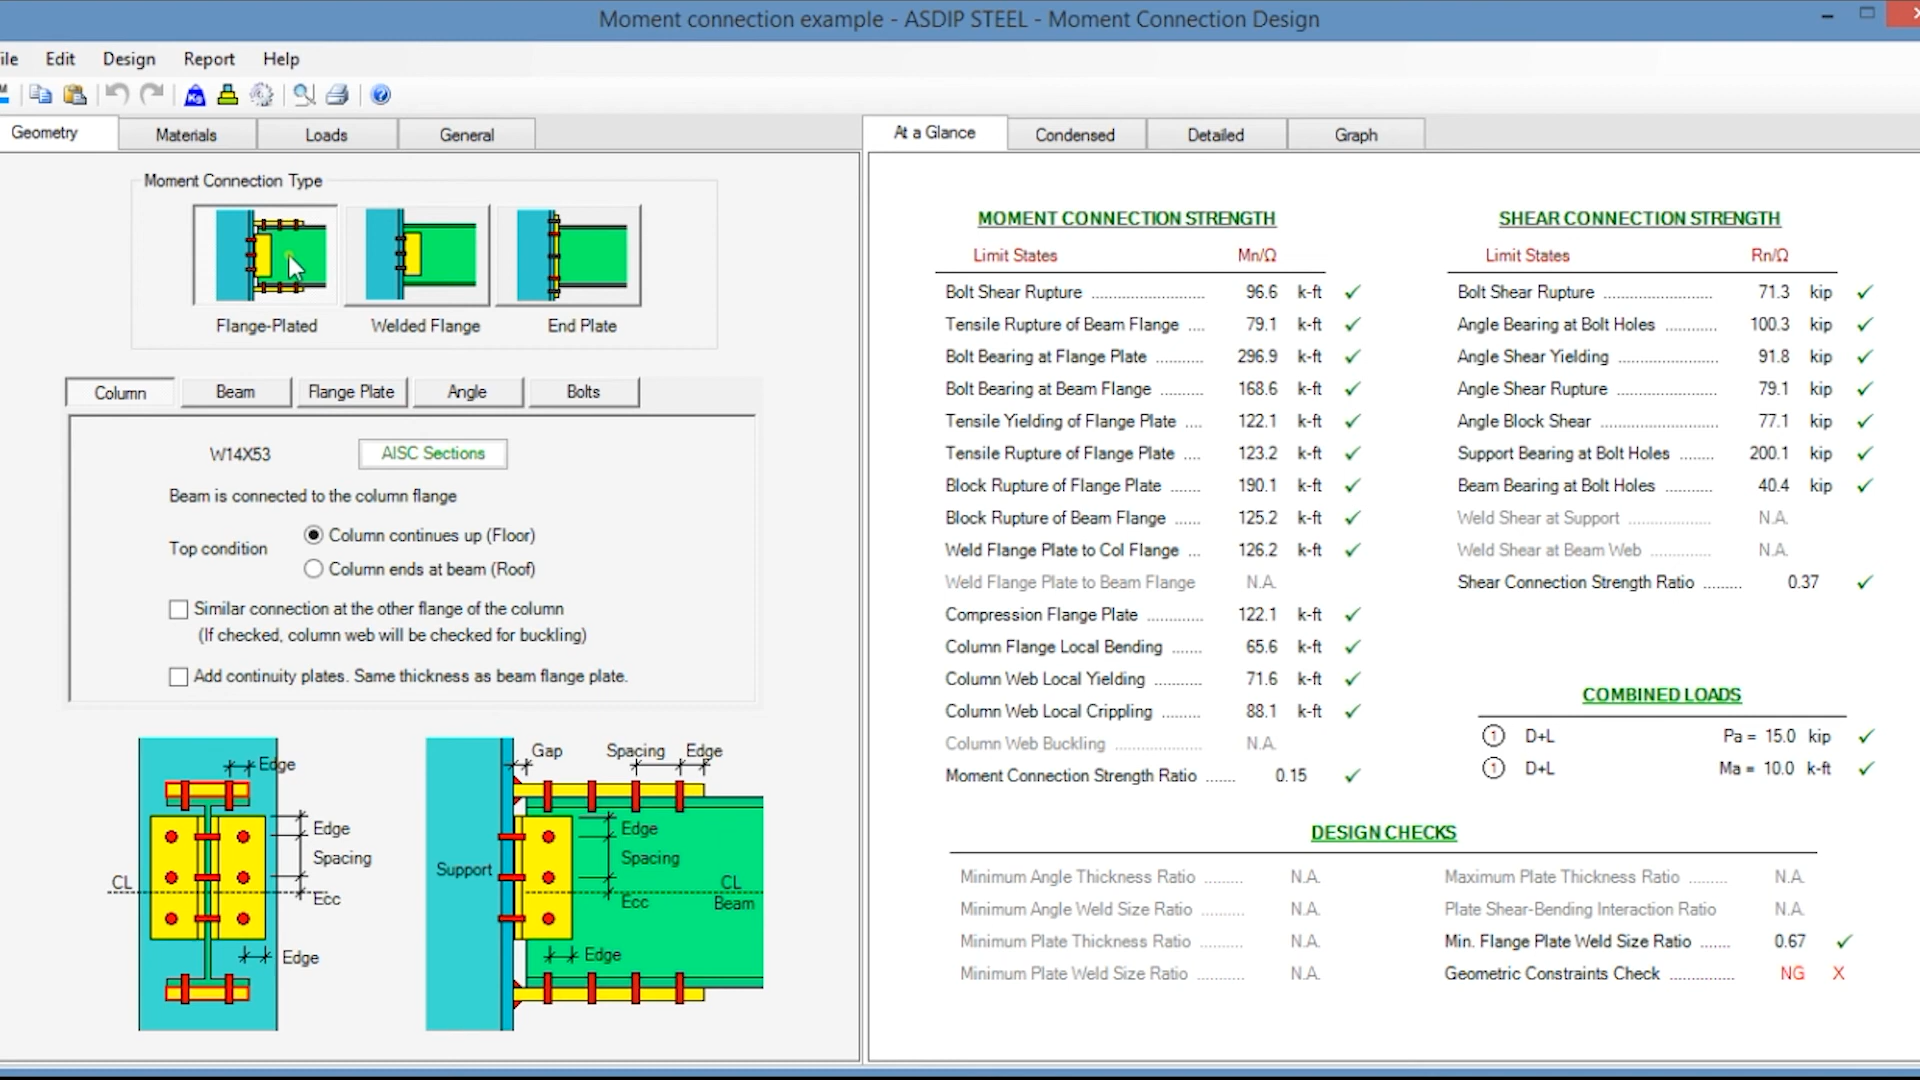 Moment connection example - ASDIP STEEL - Moment Connection Design
ile Edit Design Report Help
Geometry Materials Loads General
At a Glance Condensed Detailed Graph
Moment Connection Type
Flange-Plated Welded Flange End Plate
Column Beam Flange Plate Angle Bolts
W14X53 AISC Sections
Beam is connected to the column flange
Top condition
Column continues up (Floor)
Column ends at beam (Roof)
Similar connection at the other flange of the column
(If checked, column web will be checked for buckling)
Add continuity plates. Same thickness as beam flange plate.
Edge
Edge
Spacing
CL
Ecc
Edge
Gap Spacing Edge
Edge
Spacing
Support
CL
Ecc
Beam
Edge
MOMENT CONNECTION STRENGTH
Limit States Mn/Ω
Bolt Shear Rupture ........................ 96.6 k-ft ✓
Tensile Rupture of Beam Flange .... 79.1 k-ft ✓
Bolt Bearing at Flange Plate .......... 296.9 k-ft ✓
Bolt Bearing at Beam Flange .......... 168.6 k-ft ✓
Tensile Yielding of Flange Plate .... 122.1 k-ft ✓
Tensile Rupture of Flange Plate .... 123.2 k-ft ✓
Block Rupture of Flange Plate ....... 190.1 k-ft ✓
Block Rupture of Beam Flange ...... 125.2 k-ft ✓
Weld Flange Plate to Col Flange ... 126.2 k-ft ✓
Weld Flange Plate to Beam Flange N.A.
Compression Flange Plate ............ 122.1 k-ft ✓
Column Flange Local Bending ....... 65.6 k-ft ✓
Column Web Local Yielding .......... 71.6 k-ft ✓
Column Web Local Crippling ......... 88.1 k-ft ✓
Column Web Buckling .................. N.A.
Moment Connection Strength Ratio ...... 0.15 ✓
SHEAR CONNECTION STRENGTH
Limit States Rn/Ω
Bolt Shear Rupture ....................... 71.3 kip ✓
Angle Bearing at Bolt Holes ........... 100.3 kip ✓
Angle Shear Yielding ..................... 91.8 kip ✓
Angle Shear Rupture ...................... 79.1 kip ✓
Angle Block Shear ........................ 77.1 kip ✓
Support Bearing at Bolt Holes ....... 200.1 kip ✓
Beam Bearing at Bolt Holes .......... 40.4 kip ✓
Weld Shear at Support ................. N.A.
Weld Shear at Beam Web ............ N.A.
Shear Connection Strength Ratio ........ 0.37 ✓
COMBINED LOADS
1 D+L Pa = 15.0 kip ✓
1 D+L Ma = 10.0 k-ft ✓
DESIGN CHECKS
Minimum Angle Thickness Ratio ........ N.A.
Minimum Angle Weld Size Ratio ........ N.A.
Minimum Plate Thickness Ratio ........ N.A.
Minimum Plate Weld Size Ratio ......... N.A.
Maximum Plate Thickness Ratio ........ N.A.
Plate Shear-Bending Interaction Ratio N.A.
Min. Flange Plate Weld Size Ratio ...... 0.67 ✓
Geometric Constraints Check ............. NG X